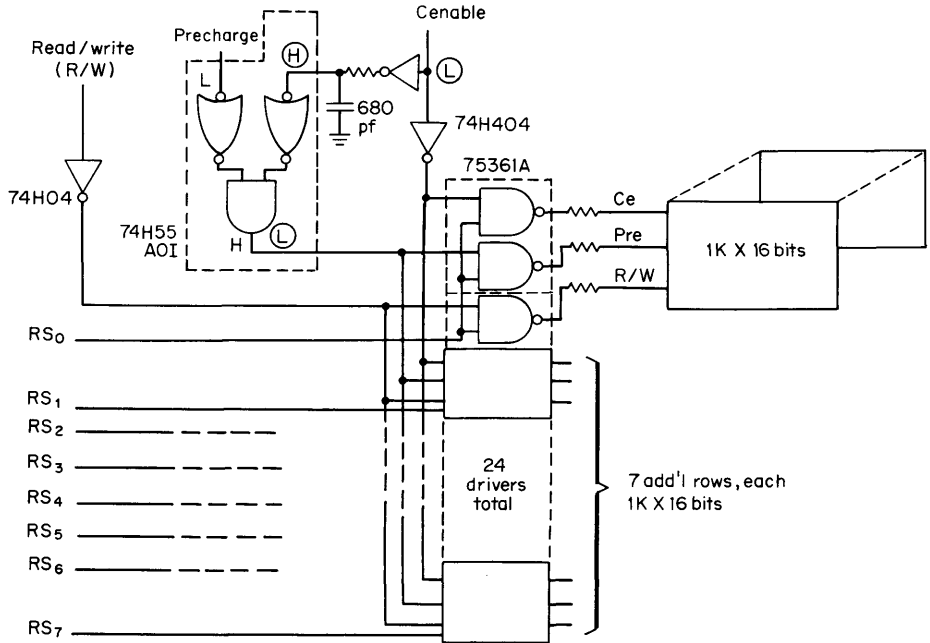 Cenable
Precharge
Read/write
(R/W)
H
L
L
680
pf
74H404
75361A
74H04
74H55
AOI
H
L
Ce
Pre
R/W
1K X 16 bits
RS0
RS1
RS2
RS3
RS4
RS5
RS6
RS7
24
drivers
total
7 add'l rows, each
1K X 16 bits